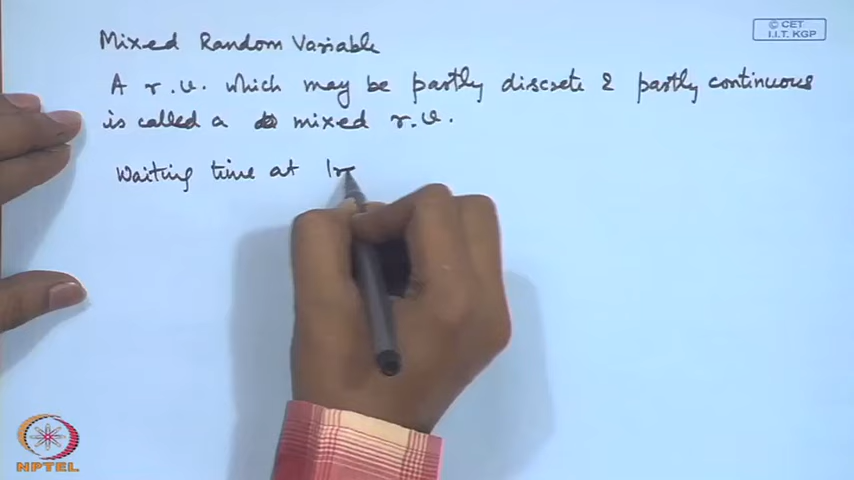 © CET
I.I.T. KGP
Mixed Random Variable
A r.v. which may be partly discrete & partly continuous
is called a mixed r.v.
Waiting time at
NPTEL